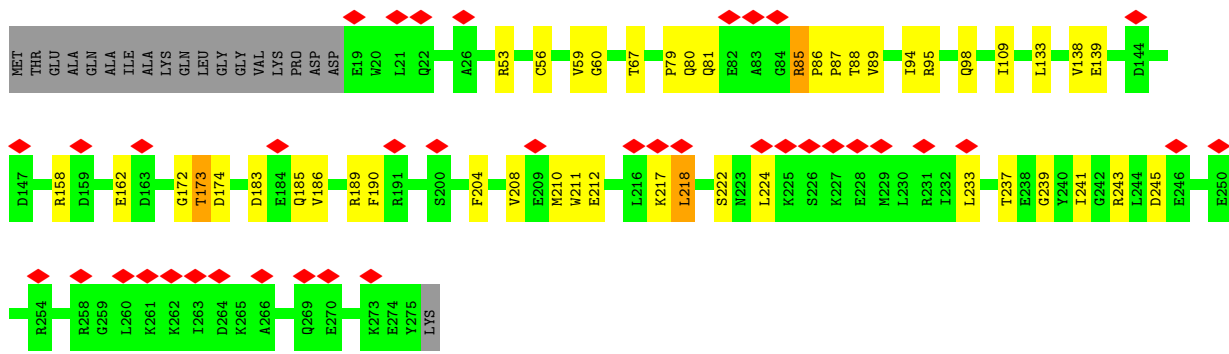 MET THR GLU ALA GLN ALA ILE ALA LYS GLN LEU GLY GLY VAL LYS PRO ASP ASP E19 W20 L21 Q22 A26 R53 C56 V59 G60 T67 P79 Q80 Q81 E82 A83 G84 R85 P86 P87 T88 V89 I94 R95 Q98 I109 L133 V138 E139 D144
D147 R158 D159 E162 D163 G172 T173 D174 D183 E184 Q185 V186 R189 F190 R191 S200 F204 V208 E209 M210 W211 E212 L216 K217 L218 S222 N223 L224 K225 S226 K227 E228 M229 L230 R231 I232 L233 T237 E238 G239 Y240 I241 G242 R243 L244 D245 E246 E250
R254 R258 G259 L260 K261 K262 I263 D264 K265 A266 Q269 E270 K273 E274 Y275 LYS